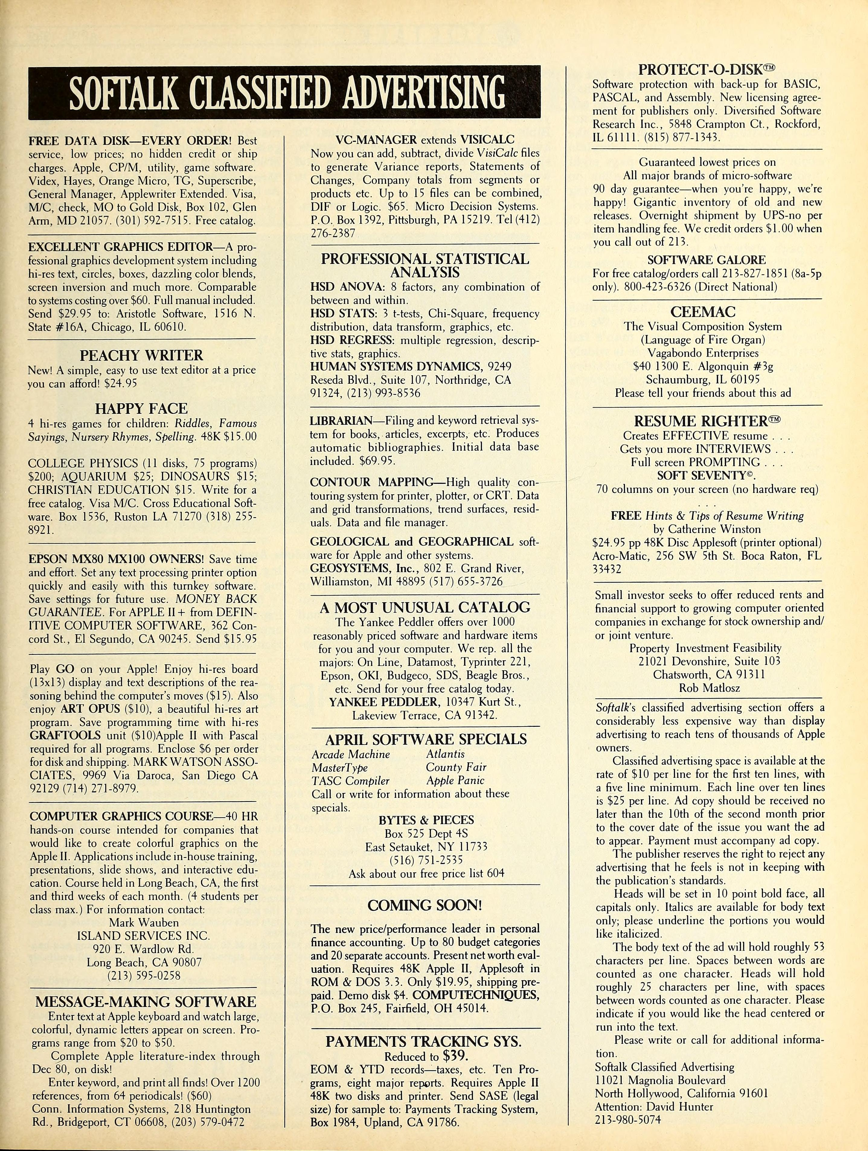 SOFTALK CLASSIFIED ADVERTISING
FREE DATA DISK—EVERY ORDER! Best
service, low prices; no hidden credit or ship
charges. Apple, CP/M, utility, game software.
Videx, Hayes, Orange Micro, TG, Superscribe,
General Manager, Applewriter Extended. Visa,
M/C, check, MO to Gold Disk, Box 102, Glen
Arm, MD 21057. (301) 592-7515. Free catalog.
EXCELLENT GRAPHICS EDITOR—A pro-
fessional graphics development system including
hi-res text, circles, boxes, dazzling color blends,
screen inversion and much more. Comparable
to systems costing over $60. Full manual included.
Send $29.95 to: Aristotle Software, 1516 N.
State #16A, Chicago, IL 60610.
PEACHY WRITER
New! A simple, easy to use text editor at a price
you can afford! $24.95
HAPPY FACE
4 hi-res games for children: Riddles, Famous
Sayings, Nursery Rhymes, Spelling. 48K $15.00
COLLEGE PHYSICS (11 disks, 75 programs)
$200; AQUARIUM $25; DINOSAURS $15;
CHRISTIAN EDUCATION $15. Write for a
free catalog. Visa M/C. Cross Educational Soft-
ware. Box 1536, Ruston LA 71270 (318) 255-
8921.
EPSON MX80 MX100 OWNERS! Save time
and effort. Set any text processing printer option
quickly and easily with this turnkey software.
Save settings for future use. MONEY BACK
GUARANTEE. For APPLE II+ from DEFIN-
ITIVE COMPUTER SOFTWARE, 362 Con-
cord St., El Segundo, CA 90245. Send $15.95
Play GO on your Apple! Enjoy hi-res board
(13x13) display and text descriptions of the rea-
soning behind the computer's moves ($15). Also
enjoy ART OPUS ($10), a beautiful hi-res art
program. Save programming time with hi-res
GRAFTOOLS unit ($10)Apple II with Pascal
required for all programs. Enclose $6 per order
for disk and shipping. MARK WATSON ASSO-
CIATES, 9969 Via Daroca, San Diego CA
92129 (714) 271-8979.
COMPUTER GRAPHICS COURSE—40 HR
hands-on course intended for companies that
would like to create colorful graphics on the
Apple II. Applications include in-house training,
presentations, slide shows, and interactive edu-
cation. Course held in Long Beach, CA, the first
and third weeks of each month. (4 students per
class max.) For information contact:
Mark Wauben
ISLAND SERVICES INC.
920 E. Wardlow Rd.
Long Beach, CA 90807
(213) 595-0258
MESSAGE-MAKING SOFTWARE
Enter text at Apple keyboard and watch large,
colorful, dynamic letters appear on screen. Pro-
grams range from $20 to $50.
Complete Apple literature-index through
Dec 80, on disk!
Enter keyword, and print all finds! Over 1200
references, from 64 periodicals! ($60)
Conn. Information Systems, 218 Huntington
Rd., Bridgeport, CT 06608, (203) 579-0472
VC-MANAGER extends VISICALC
Now you can add, subtract, divide VisiCalc files
to generate Variance reports, Statements of
Changes, Company totals from segments or
products etc. Up to 15 files can be combined,
DIF or Logic. $65. Micro Decision Systems.
P.O. Box 1392, Pittsburgh, PA 15219. Tel (412)
276-2387
PROFESSIONAL STATISTICAL
ANALYSIS
HSD ANOVA: 8 factors, any combination of
between and within.
HSD STATS: 3 t-tests, Chi-Square, frequency
distribution, data transform, graphics, etc.
HSD REGRESS: multiple regression, descrip-
tive stats, graphics.
HUMAN SYSTEMS DYNAMICS, 9249
Reseda Blvd., Suite 107, Northridge, CA
91324, (213) 993-8536
LIBRARIAN—Filing and keyword retrieval sys-
tem for books, articles, excerpts, etc. Produces
automatic bibliographies. Initial data base
included. $69.95.
CONTOUR MAPPING—High quality con-
touring system for printer, plotter, or CRT. Data
and grid transformations, trend surfaces, resid-
uals. Data and file manager.
GEOLOGICAL and GEOGRAPHICAL soft-
ware for Apple and other systems.
GEOSYSTEMS, Inc., 802 E. Grand River,
Williamston, MI 48895 (517) 655-3726
A MOST UNUSUAL CATALOG
The Yankee Peddler offers over 1000
reasonably priced software and hardware items
for you and your computer. We rep. all the
majors: On Line, Datamost, Typrinter 221,
Epson, OKI, Budgeco, SDS, Beagle Bros.,
etc. Send for your free catalog today.
YANKEE PEDDLER, 10347 Kurt St.,
Lakeview Terrace, CA 91342.
APRIL SOFTWARE SPECIALS
Arcade Machine Atlantis
MasterType County Fair
TASC Compiler Apple Panic
Call or write for information about these
specials.
BYTES & PIECES
Box 525 Dept 4S
East Setauket, NY 11733
(516) 751-2535
Ask about our free price list 604
COMING SOON!
The new price/performance leader in personal
finance accounting. Up to 80 budget categories
and 20 separate accounts. Present net worth eval-
uation. Requires 48K Apple II, Applesoft in
ROM & DOS 3.3. Only $19.95, shipping pre-
paid. Demo disk $4. COMPUTECHNIQUES,
P.O. Box 245, Fairfield, OH 45014.
PAYMENTS TRACKING SYS.
Reduced to $39.
EOM & YTD records—taxes, etc. Ten Pro-
grams, eight major reports. Requires Apple II
48K two disks and printer. Send SASE (legal
size) for sample to: Payments Tracking System,
Box 1984, Upland, CA 91786.
PROTECT-O-DISK™
Software protection with back-up for BASIC,
PASCAL, and Assembly. New licensing agree-
ment for publishers only. Diversified Software
Research Inc., 5848 Crampton Ct., Rockford,
IL 61111. (815) 877-1343.
Guaranteed lowest prices on
All major brands of micro-software
90 day guarantee—when you're happy, we're
happy! Gigantic inventory of old and new
releases. Overnight shipment by UPS-no per
item handling fee. We credit orders $1.00 when
you call out of 213.
SOFTWARE GALORE
For free catalog/orders call 213-827-1851 (8a-5p
only). 800-423-6326 (Direct National)
CEEMAC
The Visual Composition System
(Language of Fire Organ)
Vagabondo Enterprises
$40 1300 E. Algonquin #3g
Schaumburg, IL 60195
Please tell your friends about this ad
RESUME RIGHTER™
Creates EFFECTIVE resume . . .
Gets you more INTERVIEWS . . .
Full screen PROMPTING . . .
SOFT SEVENTY©.
70 columns on your screen (no hardware req)
. . .
FREE Hints & Tips of Resume Writing
by Catherine Winston
$24.95 pp 48K Disc Applesoft (printer optional)
Acro-Matic, 256 SW 5th St. Boca Raton, FL
33432
Small investor seeks to offer reduced rents and
financial support to growing computer oriented
companies in exchange for stock ownership and/
or joint venture.
Property Investment Feasibility
21021 Devonshire, Suite 103
Chatsworth, CA 91311
Rob Matlosz
Softalk's classified advertising section offers a
considerably less expensive way than display
advertising to reach tens of thousands of Apple
owners.
Classified advertising space is available at the
rate of $10 per line for the first ten lines, with
a five line minimum. Each line over ten lines
is $25 per line. Ad copy should be received no
later than the 10th of the second month prior
to the cover date of the issue you want the ad
to appear. Payment must accompany ad copy.
The publisher reserves the right to reject any
advertising that he feels is not in keeping with
the publication's standards.
Heads will be set in 10 point bold face, all
capitals only. Italics are available for body text
only; please underline the portions you would
like italicized.
The body text of the ad will hold roughly 53
characters per line. Spaces between words are
counted as one character. Heads will hold
roughly 25 characters per line, with spaces
between words counted as one character. Please
indicate if you would like the head centered or
run into the text.
Please write or call for additional informa-
tion.
Softalk Classified Advertising
11021 Magnolia Boulevard
North Hollywood, California 91601
Attention: David Hunter
213-980-5074